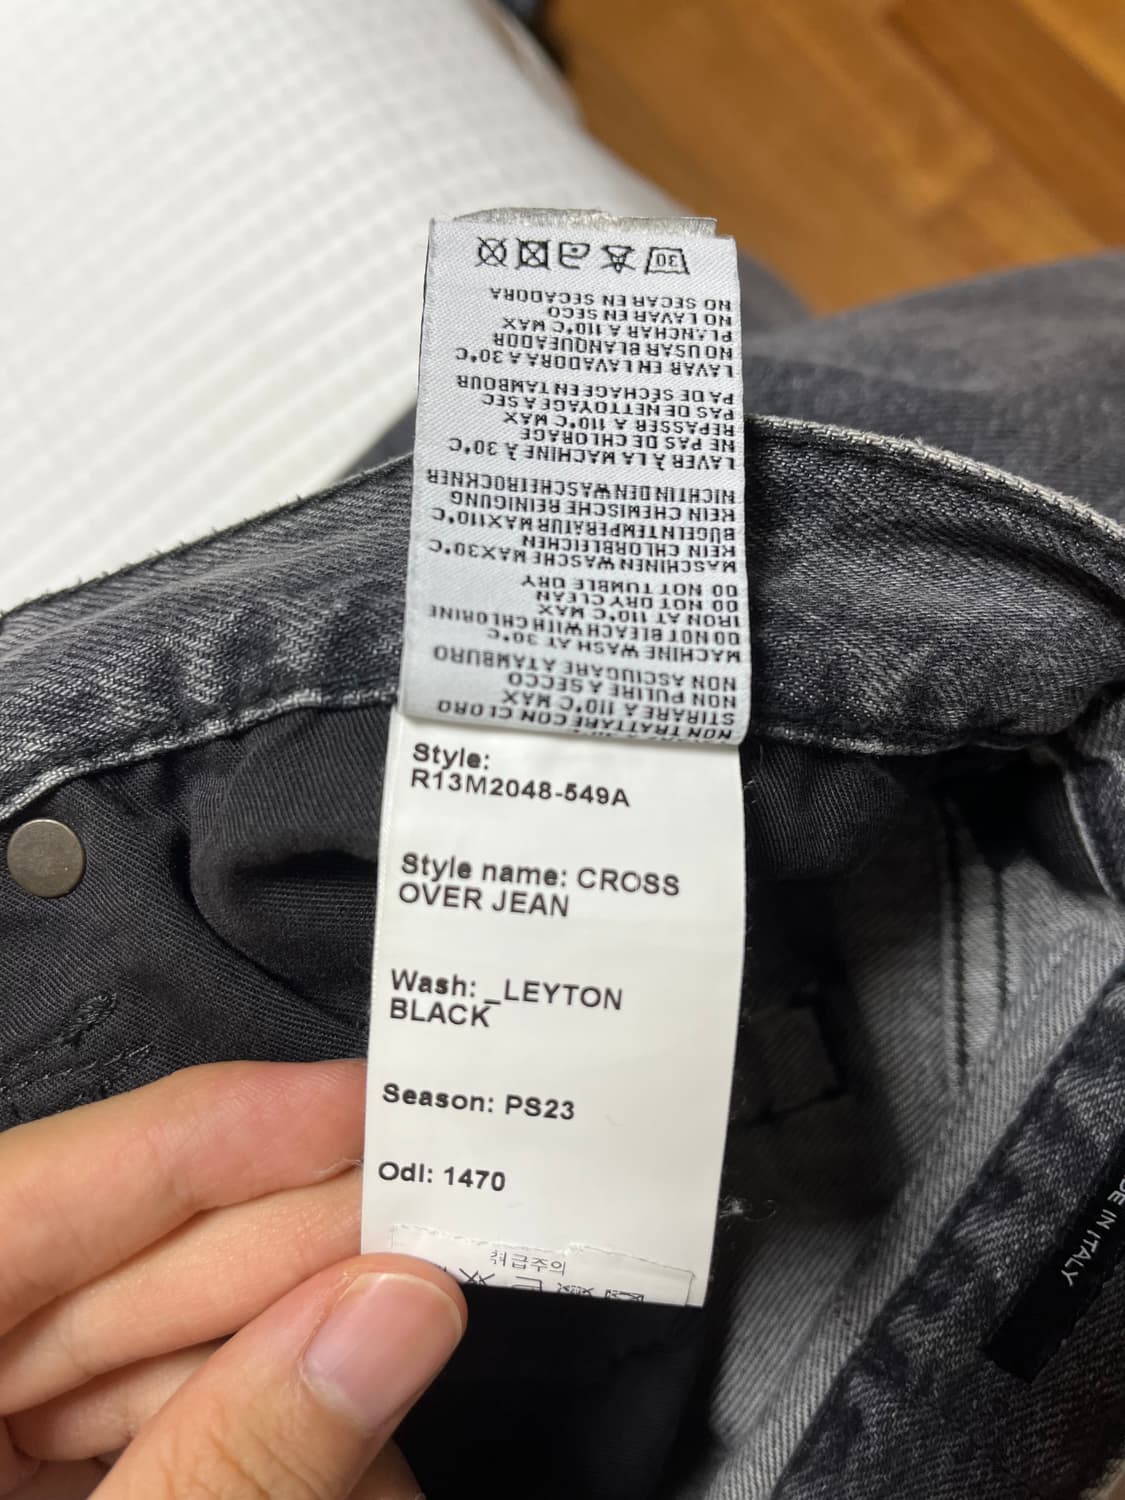 30
NO SECAR EN SECADORA
NO LAVAR EN SECO
PLANCHAR A 110°C MAX
NO USAR BLANQUEADOR
LAVAR EN LAVADORA A 30°C
PA DE SÉCHAGE EN TAMBOUR
PAS DE NETTOYAGE A SEC
REPASSER A 110°C MAX
NE PAS DE CHLORAGE
LAVER À LA MACHINE À 30°C
NICHT IN DEN WASCHEITROCKNER
KEIN CHEMISCHE REINIGUNG
BUGELNTEMPERATUR MAX110°C
KEIN CHLORBLEICHEN
MASCHINEN WASCHE MAX30°C
DO NOT TUMBLE DRY
DO NOT DRY CLEAN
IRON AT 110°C MAX
DO NOT BLEACH WITH CHLORINE
MACHINE WASH AT 30°C
NON ASCIUGARE A TAMBURO
NON PULIRE A SECCO
STIRARE A 110°C MAX
NON TRATTARE CON CLORO
Style:
R13M2048-549A
Style name: CROSS
OVER JEAN
Wash: _LEYTON
BLACK
Season: PS23
Odl: 1470
취급주의
IN ITALY